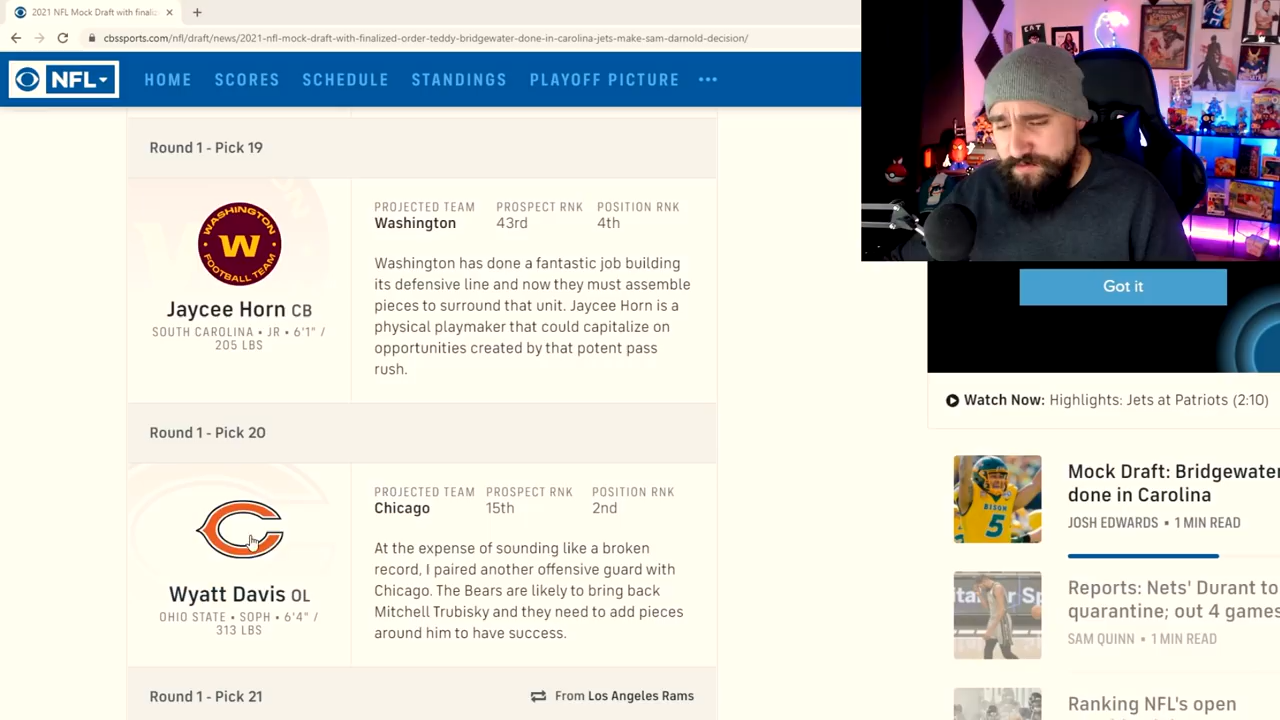 2021 NFL Mock Draft with finaliz
cbssports.com/nfl/draft/news/2021-nfl-mock-draft-with-finalized-order-teddy-bridgewater-done-in-carolina-jets-make-sam-darnold-decision/
NFL
HOME SCORES SCHEDULE STANDINGS PLAYOFF PICTURE •••
Round 1 - Pick 19
WASHINGTON
W
FOOTBALL TEAM
Jaycee Horn CB
SOUTH CAROLINA • JR • 6'1" /
205 LBS
PROJECTED TEAM PROSPECT RNK POSITION RNK
Washington 43rd 4th
Washington has done a fantastic job building
its defensive line and now they must assemble
pieces to surround that unit. Jaycee Horn is a
physical playmaker that could capitalize on
opportunities created by that potent pass
rush.
Round 1 - Pick 20
Wyatt Davis OL
OHIO STATE • SOPH • 6'4" /
313 LBS
PROJECTED TEAM PROSPECT RNK POSITION RNK
Chicago 15th 2nd
At the expense of sounding like a broken
record, I paired another offensive guard with
Chicago. The Bears are likely to bring back
Mitchell Trubisky and they need to add pieces
around him to have success.
Round 1 - Pick 21
From Los Angeles Rams
Got it
Watch Now: Highlights: Jets at Patriots (2:10)
BISON
5
Mock Draft: Bridgewater
done in Carolina
JOSH EDWARDS • 1 MIN READ
Reports: Nets' Durant to
quarantine; out 4 games
SAM QUINN • 1 MIN READ
Ranking NFL's open